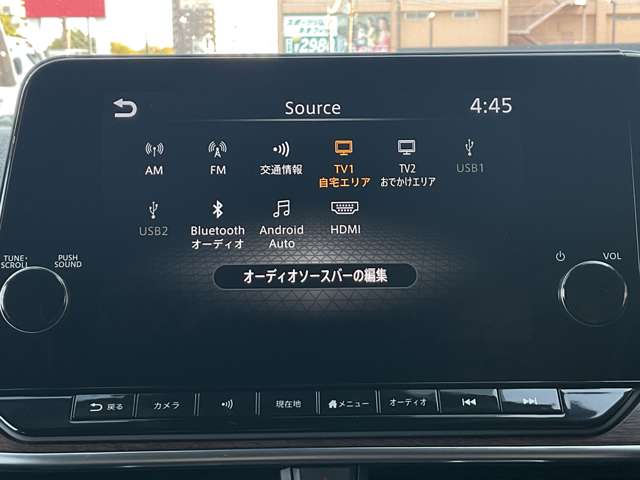 298
Source
4:45
AM
FM
交通情報
TV1
自宅エリア
TV2
おでかけエリア
USB1
USB2
Bluetooth
オーディオ
Android
Auto
HDMI
TUNE・
SCROLL
PUSH
SOUND
VOL
オーディオソースバーの編集
戻る
カメラ
現在地
メニュー
オーディオ